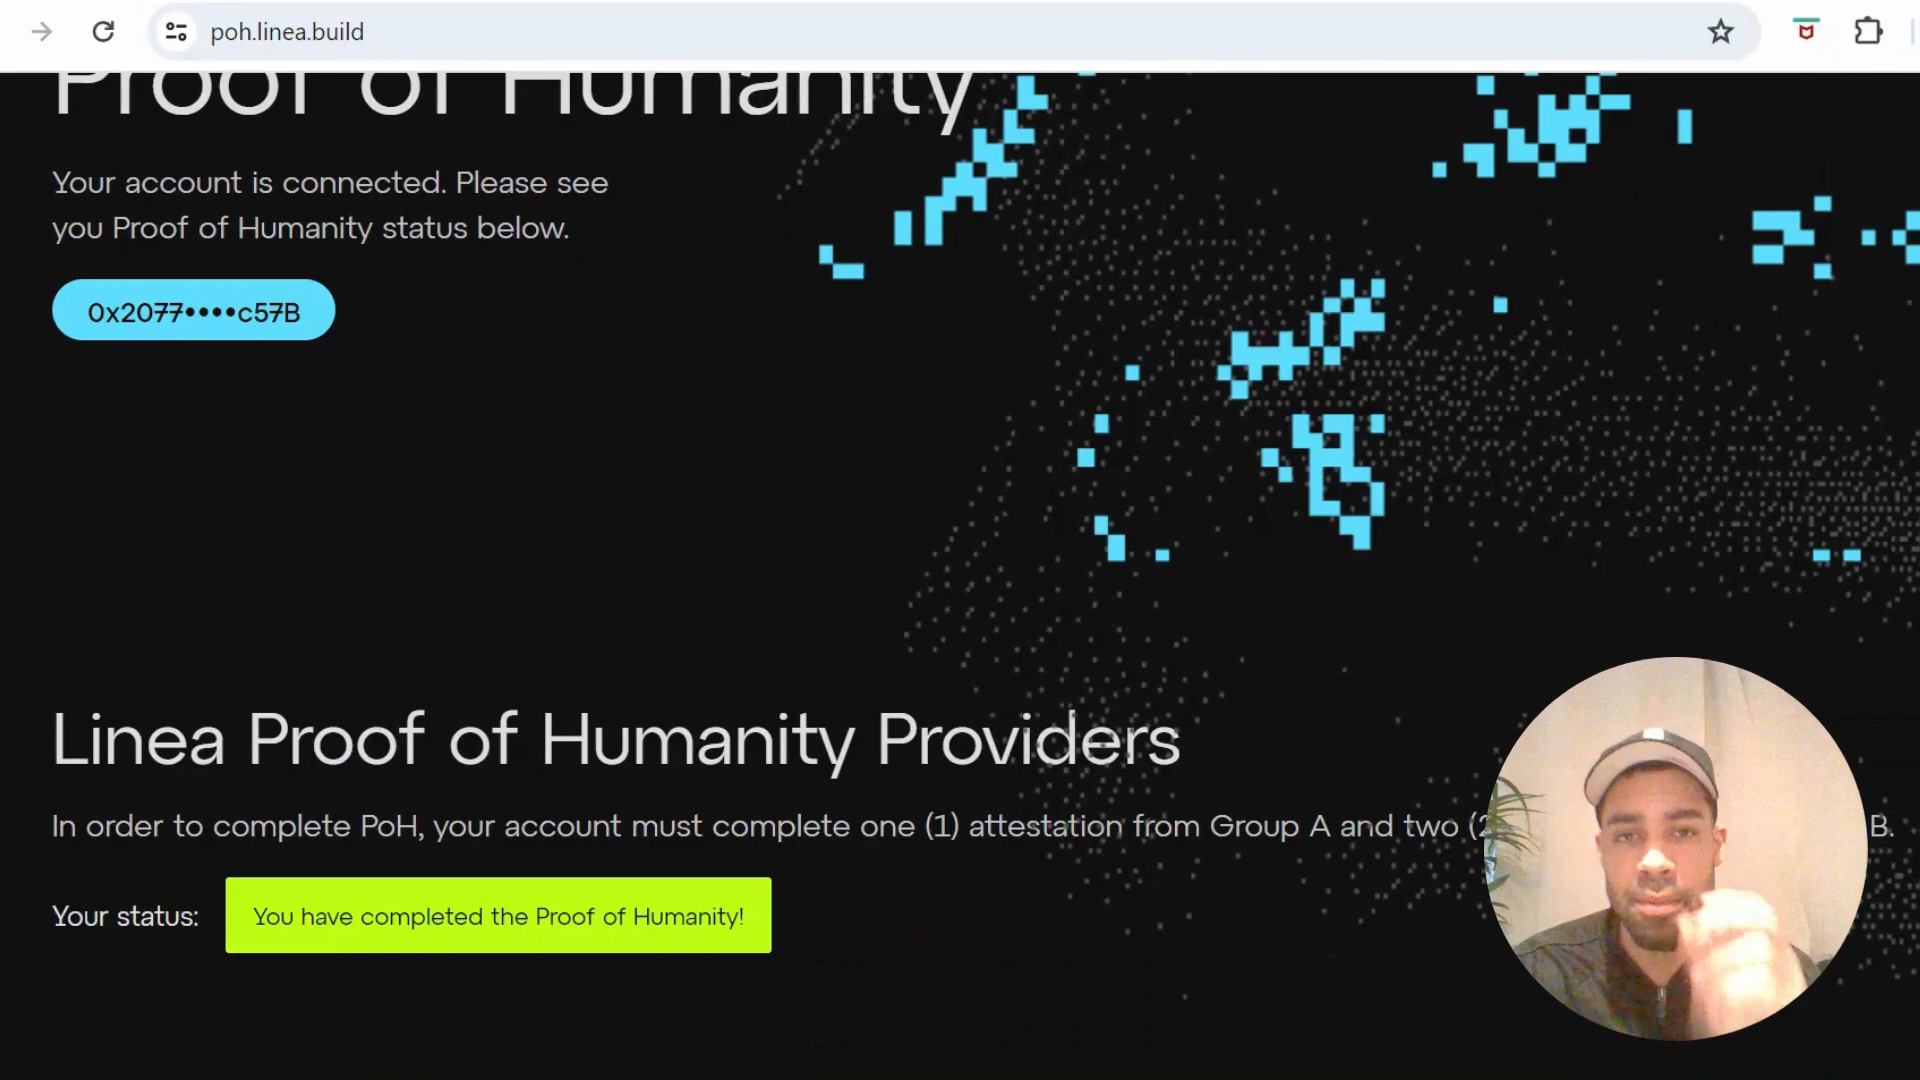 poh.linea.build
Proof of Humanity
Your account is connected. Please see
you Proof of Humanity status below.
0x2077••••c57B
Linea Proof of Humanity Providers
In order to complete PoH, your account must complete one (1) attestation from Group A and two B.
Your status: You have completed the Proof of Humanity!